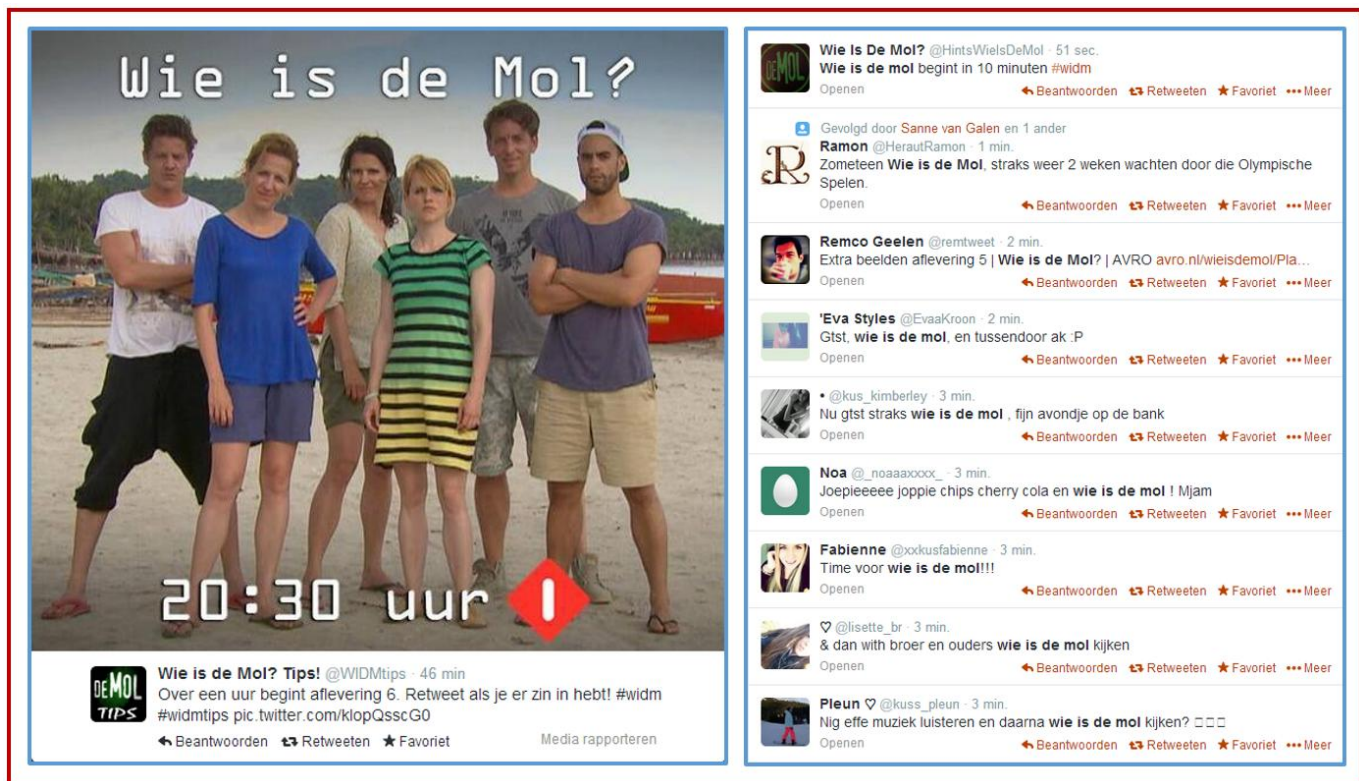 Wie is de Mol?
20:30 uur 1
DE MOL
TIPS
Wie is de Mol? Tips! @WIDMtips · 46 min
Over een uur begint aflevering 6. Retweet als je er zin in hebt! #widm
#widmtips pic.twitter.com/klopQsscG0
Beantwoorden Retweeten Favoriet Media rapporteren
DE MOL
Wie Is De Mol? @HintsWieIsDeMol · 51 sec.
Wie is de mol begint in 10 minuten #widm
Openen Beantwoorden Retweeten Favoriet Meer
Gevolgd door Sanne van Galen en 1 ander
R
Ramon @HerautRamon · 1 min.
Zometeen Wie is de Mol, straks weer 2 weken wachten door die Olympische
Spelen.
Openen Beantwoorden Retweeten Favoriet Meer
Remco Geelen @remtweet · 2 min.
Extra beelden aflevering 5 | Wie is de Mol? | AVRO avro.nl/wieisdemol/Pla...
Openen Beantwoorden Retweeten Favoriet Meer
'Eva Styles @EvaaKroon · 2 min.
Gtst, wie is de mol, en tussendoor ak :P
Openen Beantwoorden Retweeten Favoriet Meer
• @kus_kimberley · 3 min.
Nu gtst straks wie is de mol , fijn avondje op de bank
Openen Beantwoorden Retweeten Favoriet Meer
Noa @_noaaaxxxx_ · 3 min.
Joepieeeee joppie chips cherry cola en wie is de mol ! Mjam
Openen Beantwoorden Retweeten Favoriet Meer
Fabienne @xxkusfabienne · 3 min.
Time voor wie is de mol!!!
Openen Beantwoorden Retweeten Favoriet Meer
♡ @lisette_br · 3 min.
& dan with broer en ouders wie is de mol kijken
Openen Beantwoorden Retweeten Favoriet Meer
Pleun ♡ @kuss_pleun · 3 min.
Nig effe muziek luisteren en daarna wie is de mol kijken? □□□
Openen Beantwoorden Retweeten Favoriet Meer